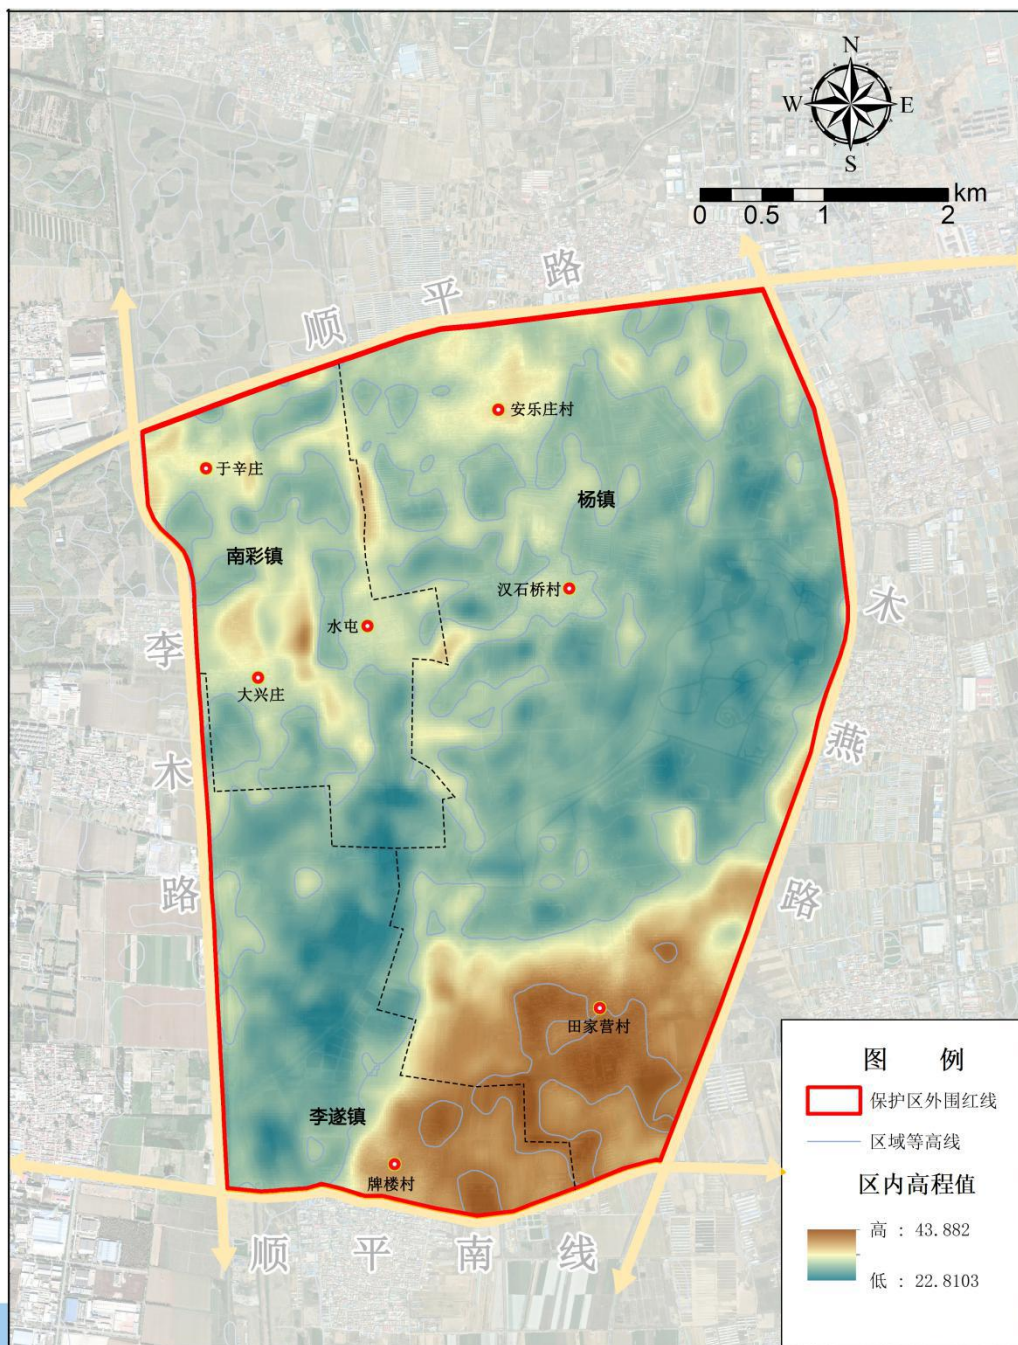 N
W E
S
km
0 0.5 1 2
顺平路
安乐庄村
于辛庄
杨镇
南彩镇
汉石桥村
木燕路
水屯
李木路
大兴庄
田家营村
李遂镇
牌楼村
顺平南线
图 例
保护区外围红线
区域等高线
区内高程值
高 : 43.882
低 : 22.8103